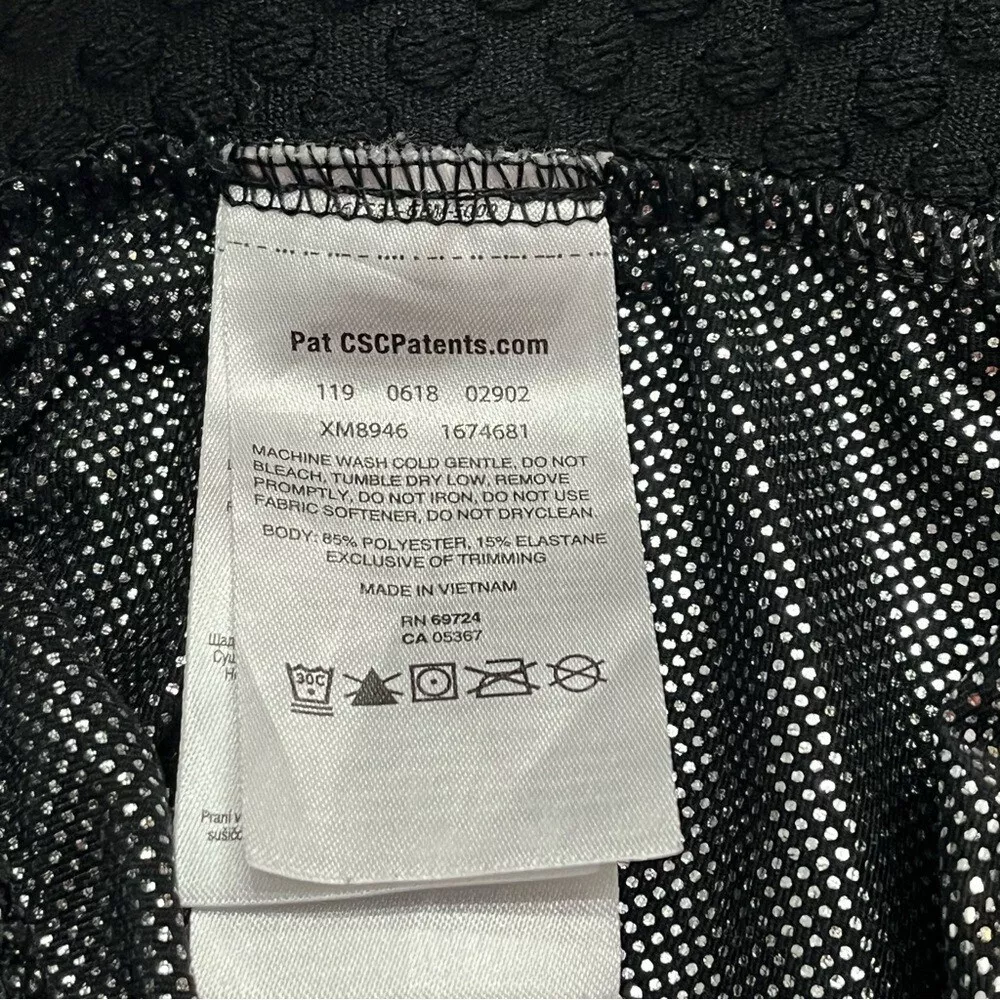 Pat CSCPatents.com
119 0618 02902
XM8946 1674681
MACHINE WASH COLD GENTLE, DO NOT
BLEACH, TUMBLE DRY LOW, REMOVE
PROMPTLY, DO NOT IRON, DO NOT USE
FABRIC SOFTENER, DO NOT DRYCLEAN.
BODY: 85% POLYESTER, 15% ELASTANE
EXCLUSIVE OF TRIMMING
MADE IN VIETNAM
RN 69724
CA 05367
30C
Prani v